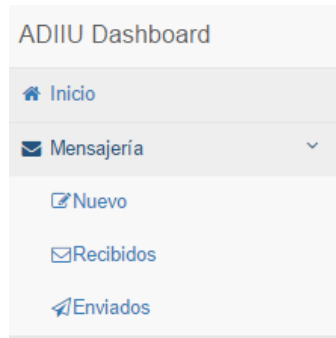 ADIIU Dashboard
Inicio
Mensajería
Nuevo
Recibidos
Enviados